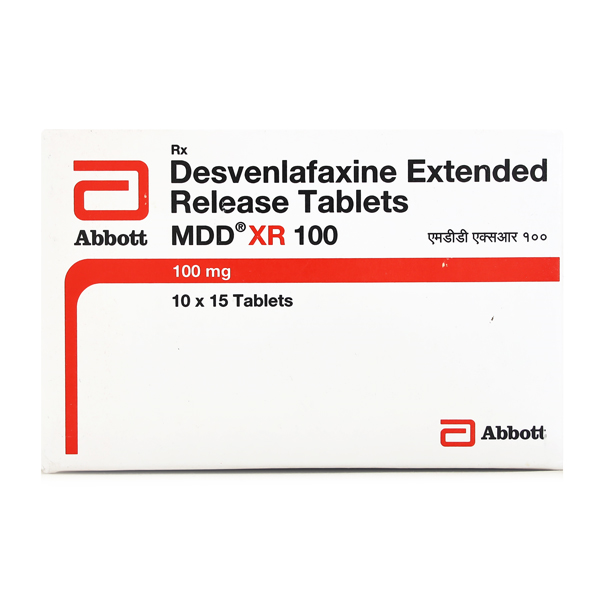 Rx
Desvenlafaxine Extended
Release Tablets
Abbott
MDD® XR 100 एमडीडी एक्सआर १००
100 mg
10 x 15 Tablets
Abbott